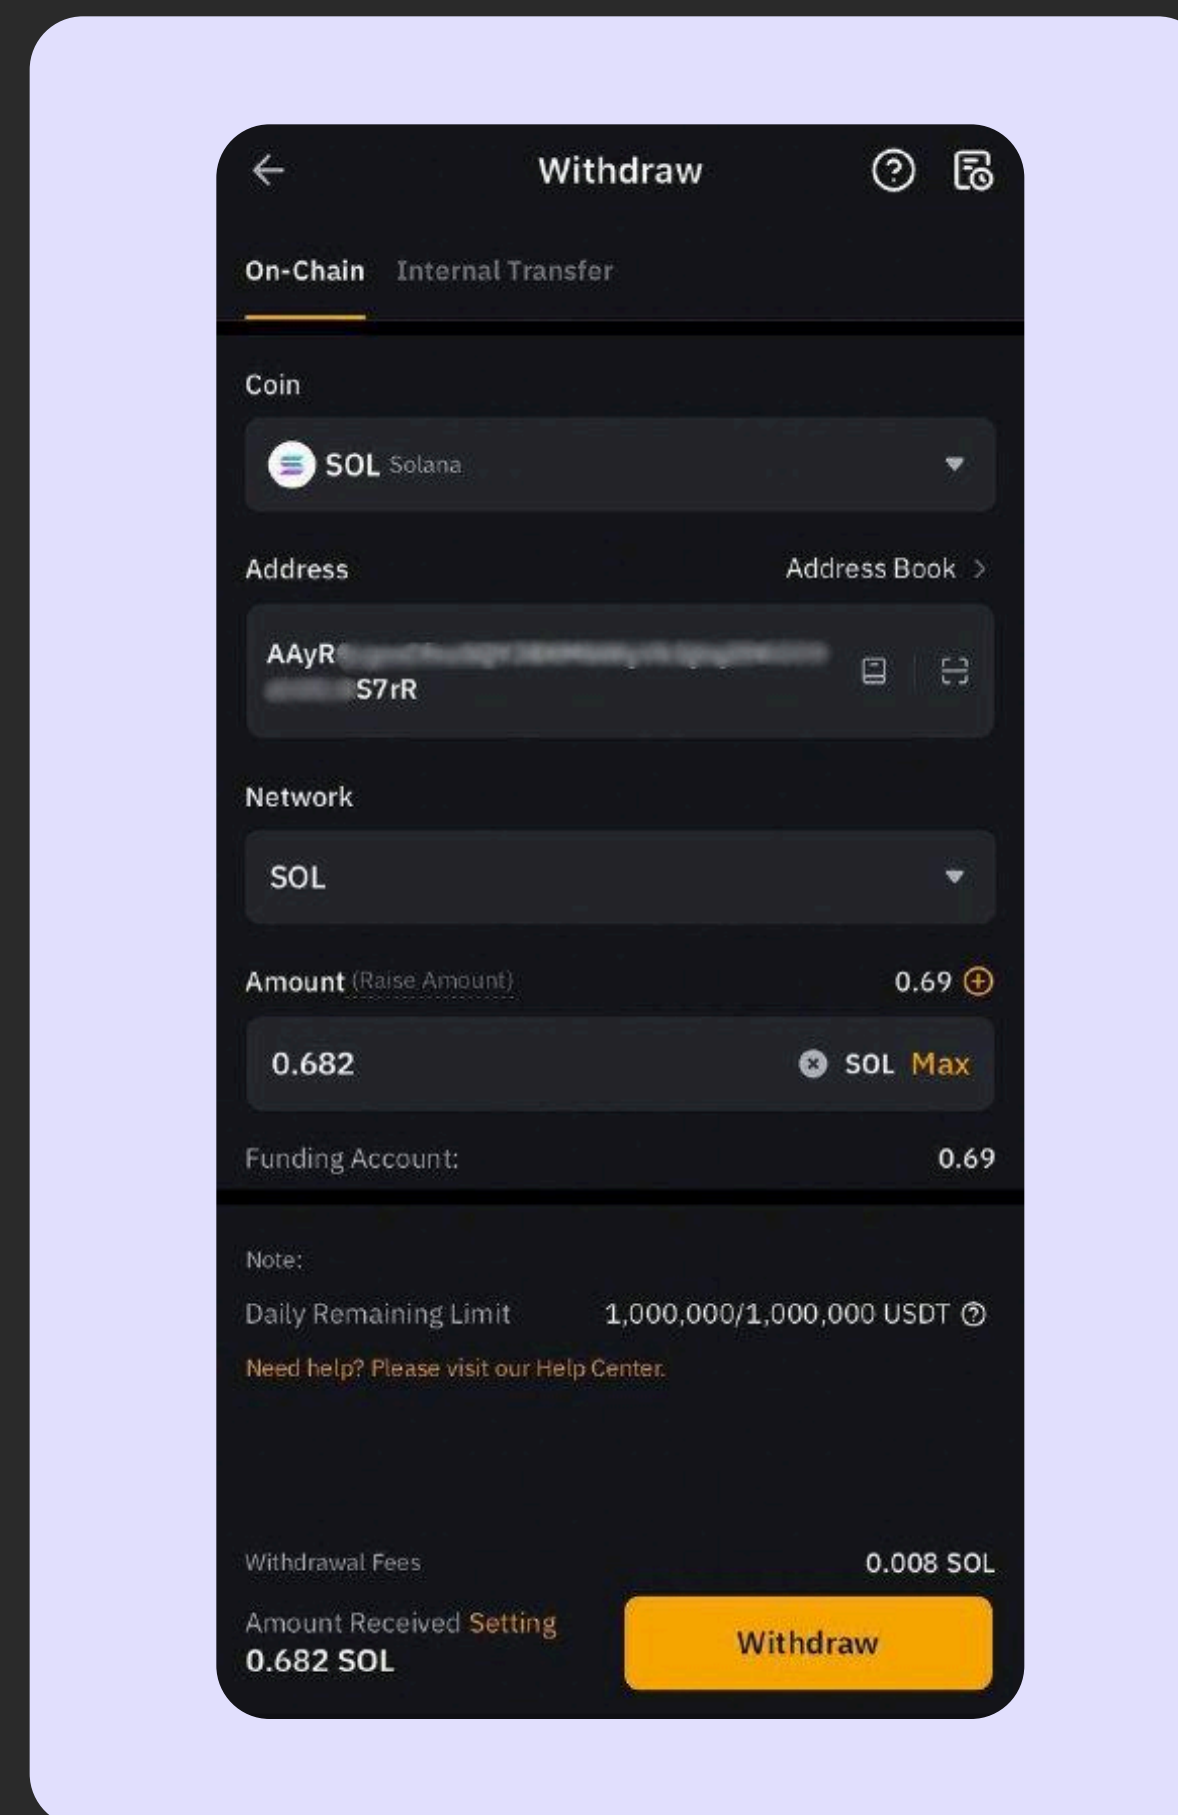 Withdraw
On-Chain Internal Transfer
Coin
SOL Solana
Address Address Book
AAyR
S7rR
Network
SOL
Amount (Raise Amount) 0.69
0.682 SOL Max
Funding Account: 0.69
Note:
Daily Remaining Limit 1,000,000/1,000,000 USDT
Need help? Please visit our Help Center.
Withdrawal Fees 0.008 SOL
Amount Received Setting
0.682 SOL
Withdraw